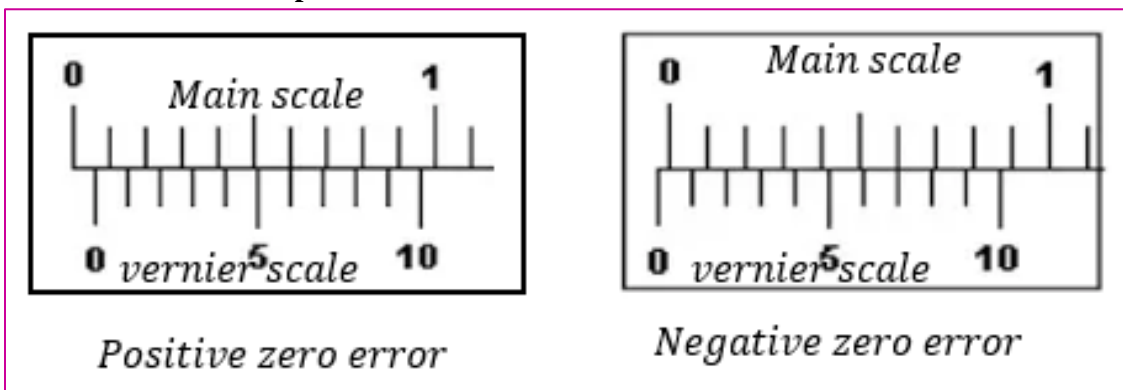 0 Main scale 1
0 vernier scale 5 10
Positive zero error
0 Main scale 1
0 vernier scale 5 10
Negative zero error